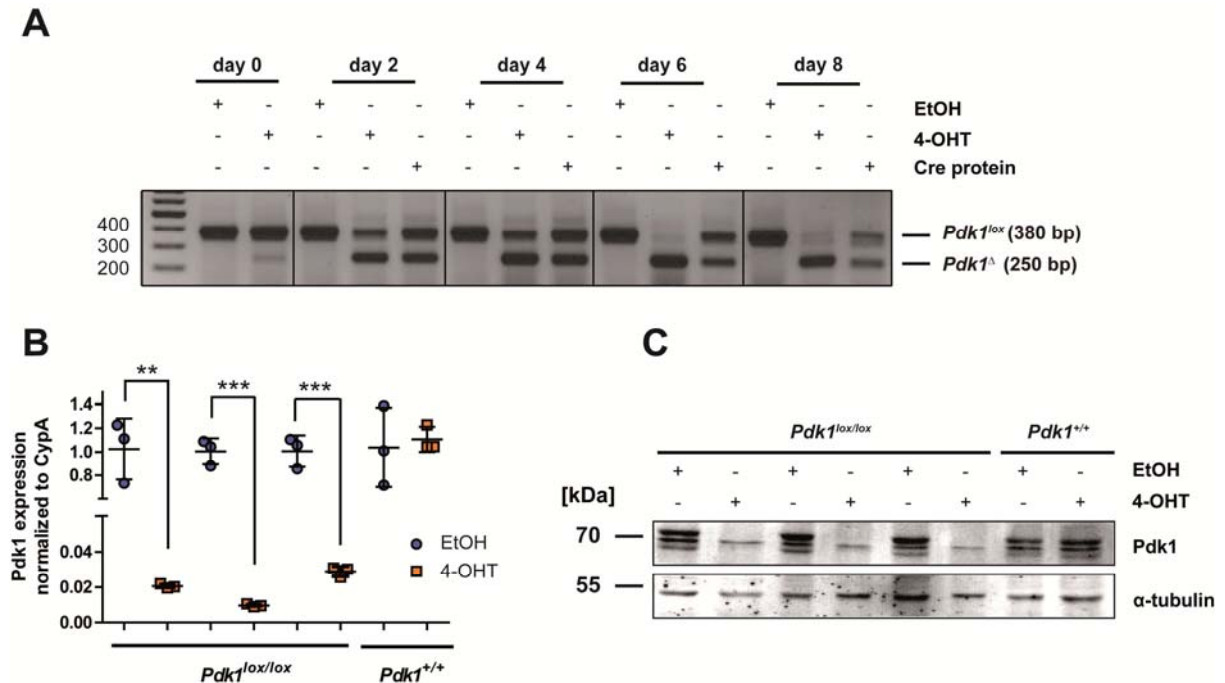 A
day 0 day 2 day 4 day 6 day 8
+ - + - - + - - + - - + - - EtOH
- + - + - - + - - + - - + - 4-OHT
- - - - + - - + - - + - - + Cre protein
400
300
200
Pdk1lox (380 bp)
Pdk1Δ (250 bp)
B
Pdk1 expression
normalized to CypA
** *** ***
1.4
1.2
1.0
0.8
0.04
0.02
0.00
EtOH
4-OHT
Pdk1lox/lox Pdk1+/+
C
Pdk1lox/lox Pdk1+/+
+ - + - + - + - EtOH
- + - + - + - + 4-OHT
[kDa]
70
55
Pdk1
α-tubulin